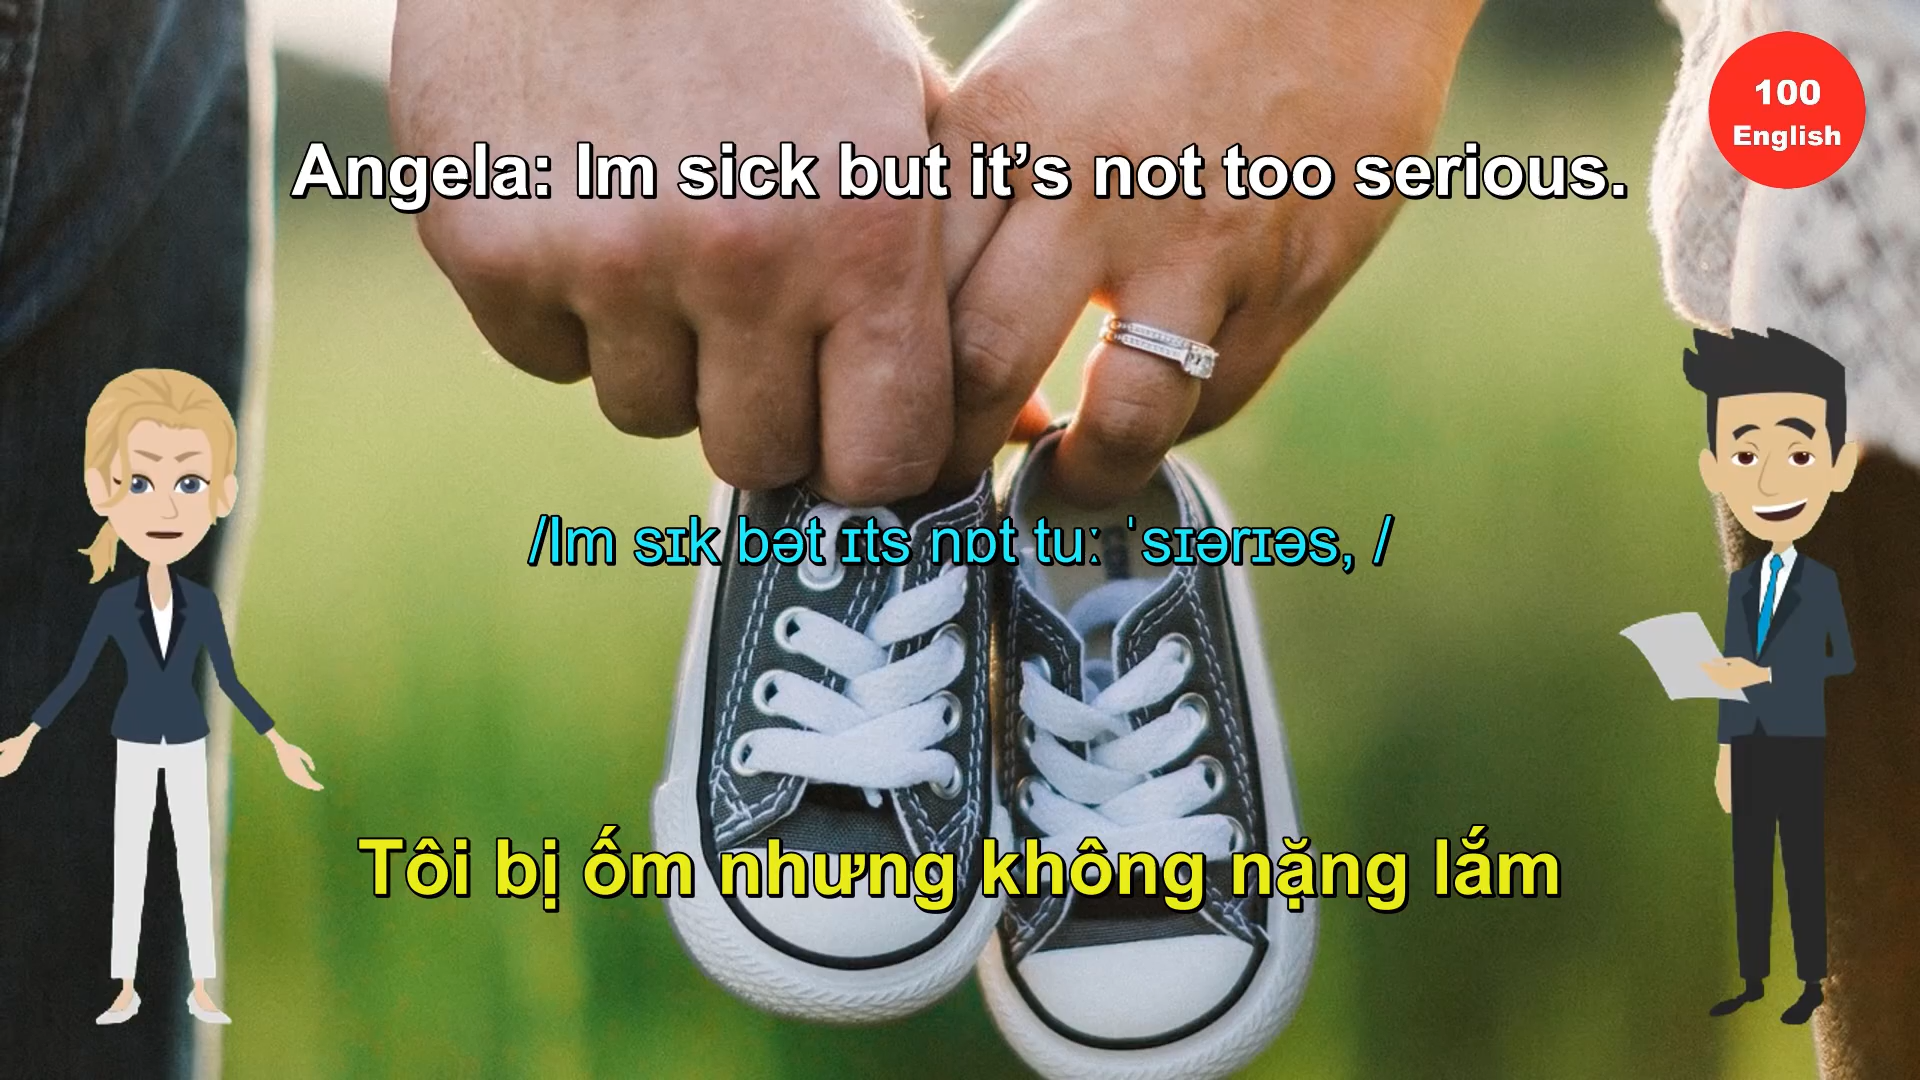 100
English
Angela: Im sick but it’s not too serious.
/Im sɪk bət ɪts nɒt tuː ˈsɪərɪəs, /
Tôi bị ốm nhưng không nặng lắm